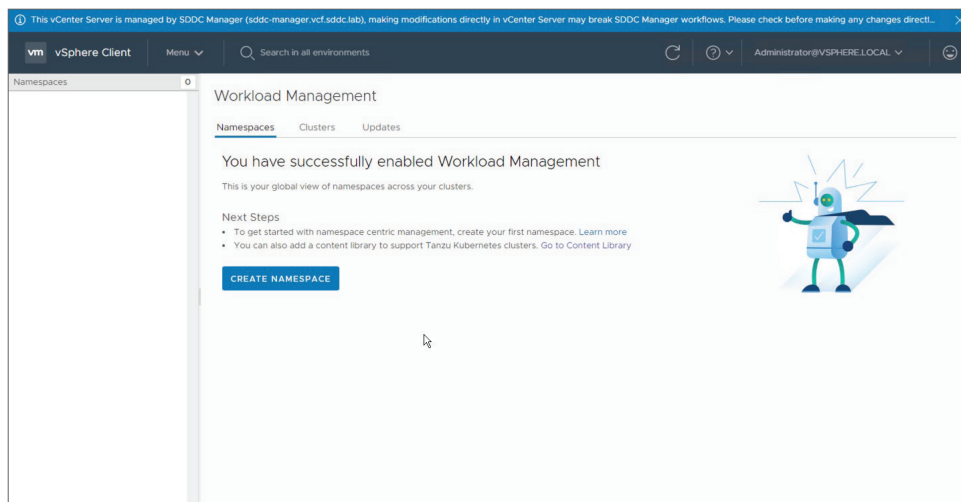 This vCenter Server is managed by SDDC Manager (sddc-manager.vcf.sddc.lab), making modifications directly in vCenter Server may break SDDC Manager workflows. Please check before making any changes directl...
vm vSphere Client Menu Search in all environments Administrator@VSPHERE.LOCAL
Namespaces 0
Workload Management
Namespaces Clusters Updates
You have successfully enabled Workload Management
This is your global view of namespaces across your clusters.
Next Steps
• To get started with namespace centric management, create your first namespace. Learn more
• You can also add a content library to support Tanzu Kubernetes clusters. Go to Content Library
CREATE NAMESPACE